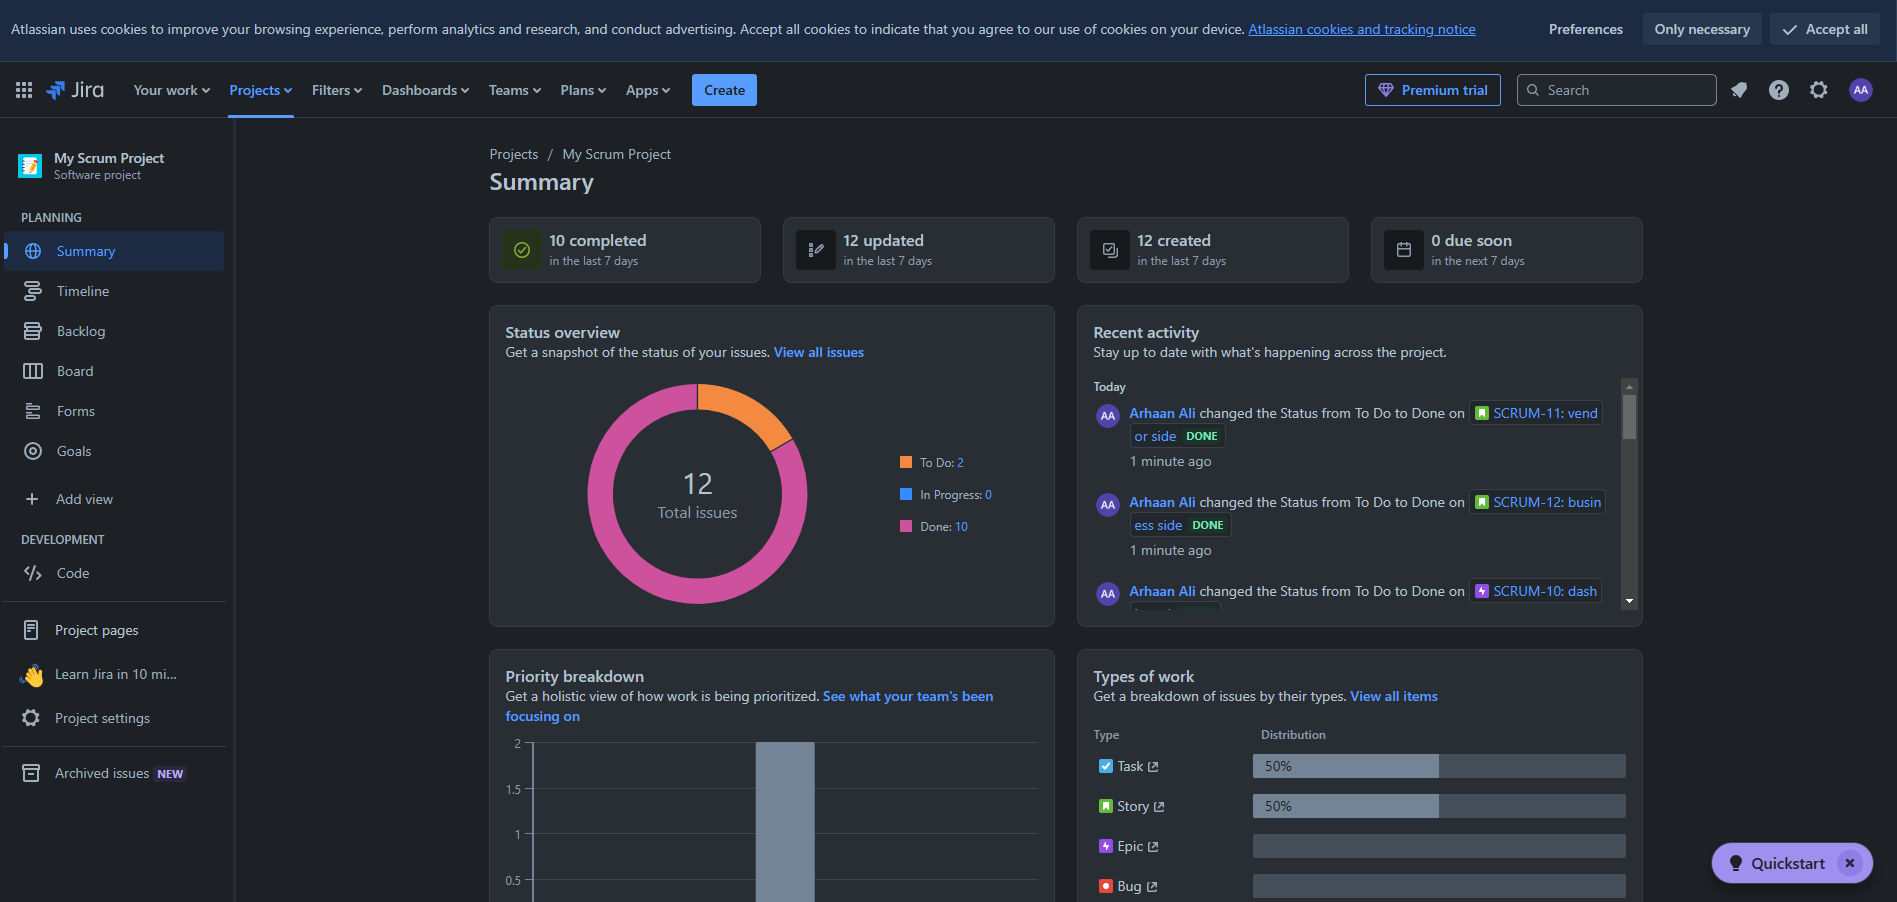 Atlassian uses cookies to improve your browsing experience, perform analytics and research, and conduct advertising. Accept all cookies to indicate that you agree to our use of cookies on your device. Atlassian cookies and tracking notice
Preferences
Only necessary
Accept all
Jira
Your work
Projects
Filters
Dashboards
Teams
Plans
Apps
Create
Premium trial
Search
AA
My Scrum Project
Software project
PLANNING
Summary
Timeline
Backlog
Board
Forms
Goals
Add view
DEVELOPMENT
Code
Project pages
Learn Jira in 10 mi...
Project settings
Archived issues NEW
Projects / My Scrum Project
Summary
10 completed
in the last 7 days
12 updated
in the last 7 days
12 created
in the last 7 days
0 due soon
in the next 7 days
Status overview
Get a snapshot of the status of your issues. View all issues
12
Total issues
To Do: 2
In Progress: 0
Done: 10
Recent activity
Stay up to date with what's happening across the project.
Today
AA
Arhaan Ali changed the Status from To Do to Done on SCRUM-11: vend
or side DONE
1 minute ago
AA
Arhaan Ali changed the Status from To Do to Done on SCRUM-12: busin
ess side DONE
1 minute ago
AA
Arhaan Ali changed the Status from To Do to Done on SCRUM-10: dash
Priority breakdown
Get a holistic view of how work is being prioritized. See what your team's been
focusing on
2
1.5
1
0.5
Types of work
Get a breakdown of issues by their types. View all items
Type
Distribution
Task
50%
Story
50%
Epic
Bug
Quickstart